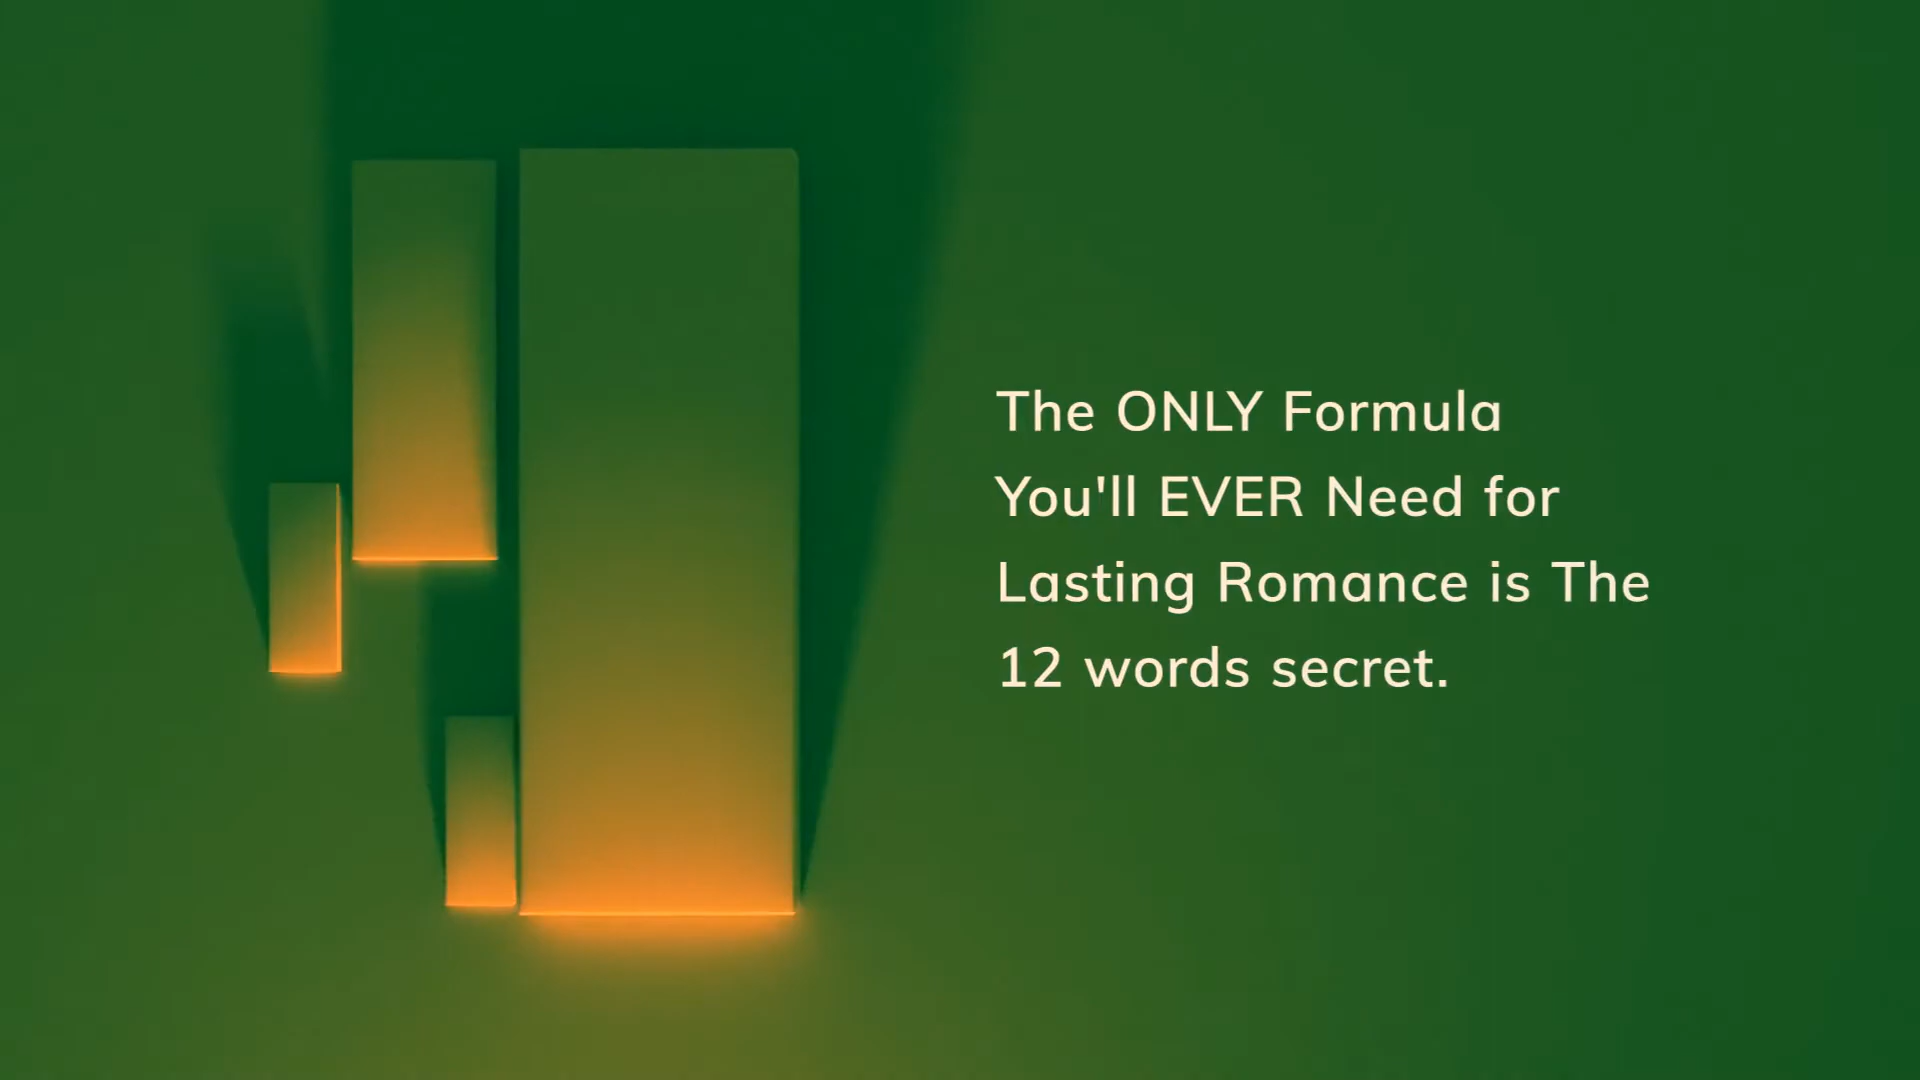 The ONLY Formula
You'll EVER Need for
Lasting Romance is The
12 words secret.